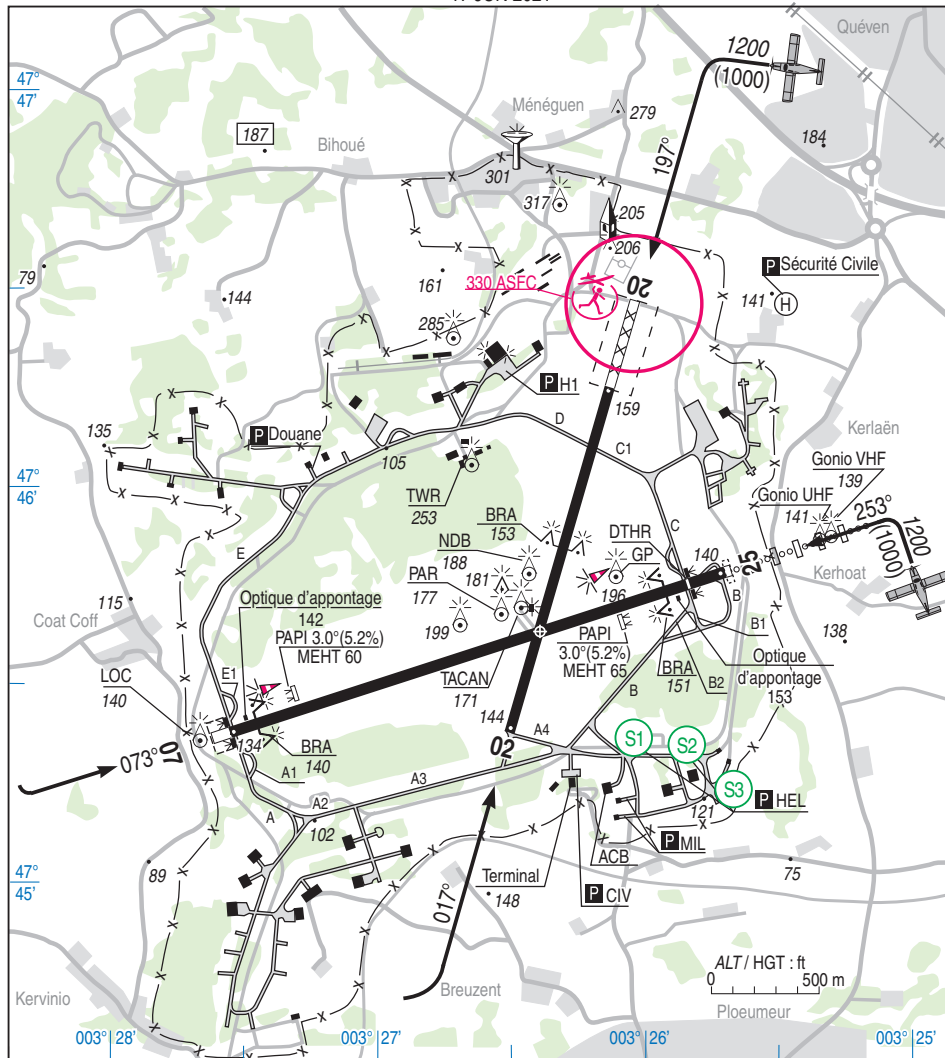 Quéven
1200
(1000)
47°
47'
Ménéguen
279
197°
184
187
Bihoué
301
317
205
206
P Sécurité Civile
79
161
330 ASFC
20
141
H
144
285
P H1
159
D
135
P Douane
C1
Kerlaën
105
Gonio VHF
139
47°
46'
TWR
253
Gonio UHF
141
253°
BRA
153
DTHR
C
1200
(1000)
NDB
188
GP
140
25
E
PAR
177
181
Kerhoat
115
Optique d'appontage
142
196
B
Coat Coff
PAPI 3.0°(5.2%)
MEHT 60
199
PAPI
3.0°(5.2%)
MEHT 65
B1
138
LOC
140
E1
TACAN
171
B
BRA
151
B2
Optique
d'appontage
153
144
A4
S1
S2
134
073°
07
BRA
140
02
A1
A3
S3
A
A2
121
P HEL
102
P MIL
89
ACB
75
47°
45'
Terminal
148
P CIV
017°
ALT / HGT : ft
0 500 m
Kervinio
Breuzent
Ploeumeur
003° 28'
003° 27'
003° 26'
003° 25'